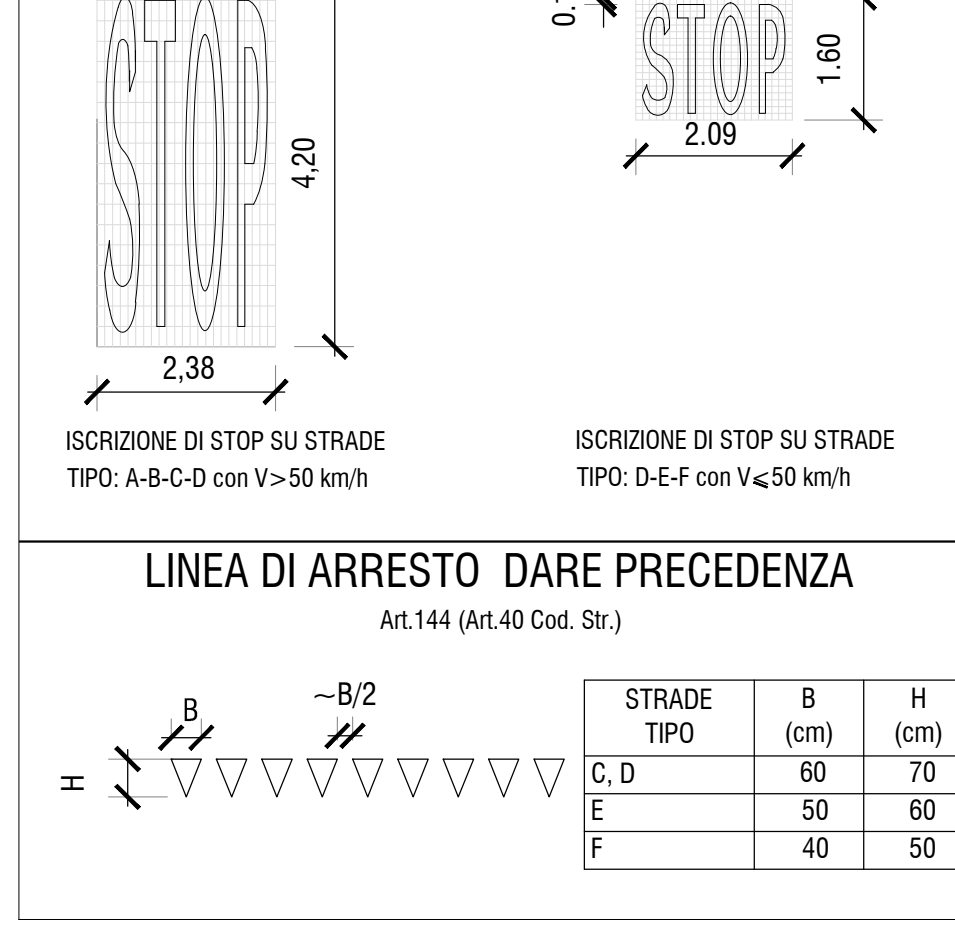 STOP
4,20
2,38
ISCRIZIONE DI STOP SU STRADE
TIPO: A-B-C-D con V>50 km/h
STOP
1.60
2.09
ISCRIZIONE DI STOP SU STRADE
TIPO: D-E-F con V⩽50 km/h
LINEA DI ARRESTO DARE PRECEDENZA
Art.144 (Art.40 Cod. Str.)
B
~B/2
H
STRADE TIPO B (cm) H (cm)
C, D 60 70
E 50 60
F 40 50